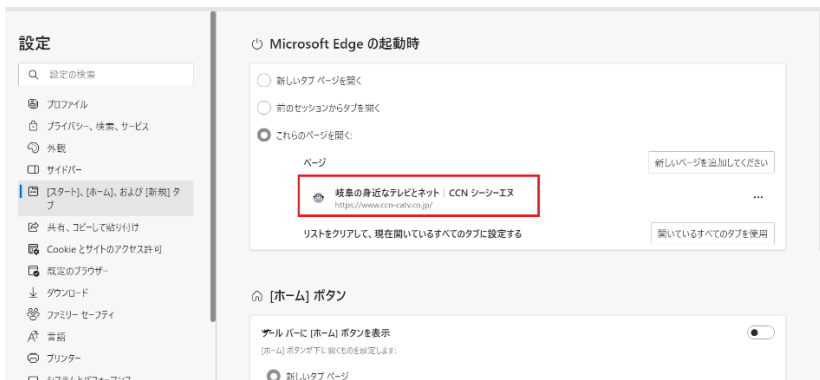 設定
設定の検索
プロファイル
プライバシー、検索、サービス
外観
サイドバー
[スタート]、[ホーム]、および [新規] タ
ブ
共有、コピーして貼り付け
Cookie とサイトのアクセス許可
既定のブラウザー
ダウンロード
ファミリー セーフティ
言語
プリンター
システムとパフォーマンス
Microsoft Edge の起動時
新しいタブ ページを開く
前のセッションからタブを開く
これらのページを開く:
ページ
新しいページを追加してください
岐阜の身近なテレビとネット | CCN シーシーエヌ
https://www.ccn-catv.co.jp/
リストをクリアして、現在開いているすべてのタブに設定する
開いているすべてのタブを使用
[ホーム] ボタン
ツール バーに [ホーム] ボタンを表示
[ホーム] ボタンが下に開くものを設定します:
新しいタブ ページ